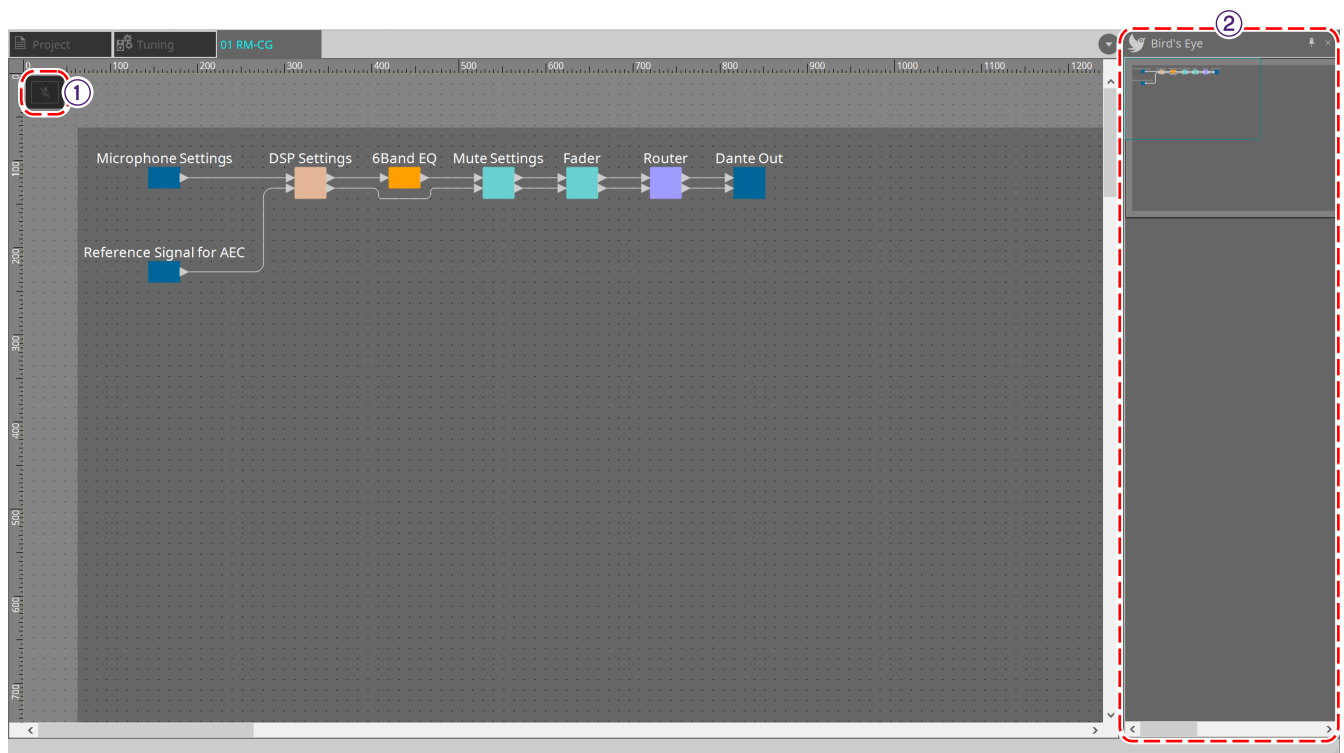 ②
Project
Tuning
01 RM-CG
Bird's Eye
0 100 200 300 400 500 600 700 800 900 1000 1100 1200
0
①
100
200
300
400
500
600
700
Microphone Settings
DSP Settings
6Band EQ
Mute Settings
Fader
Router
Dante Out
Reference Signal for AEC